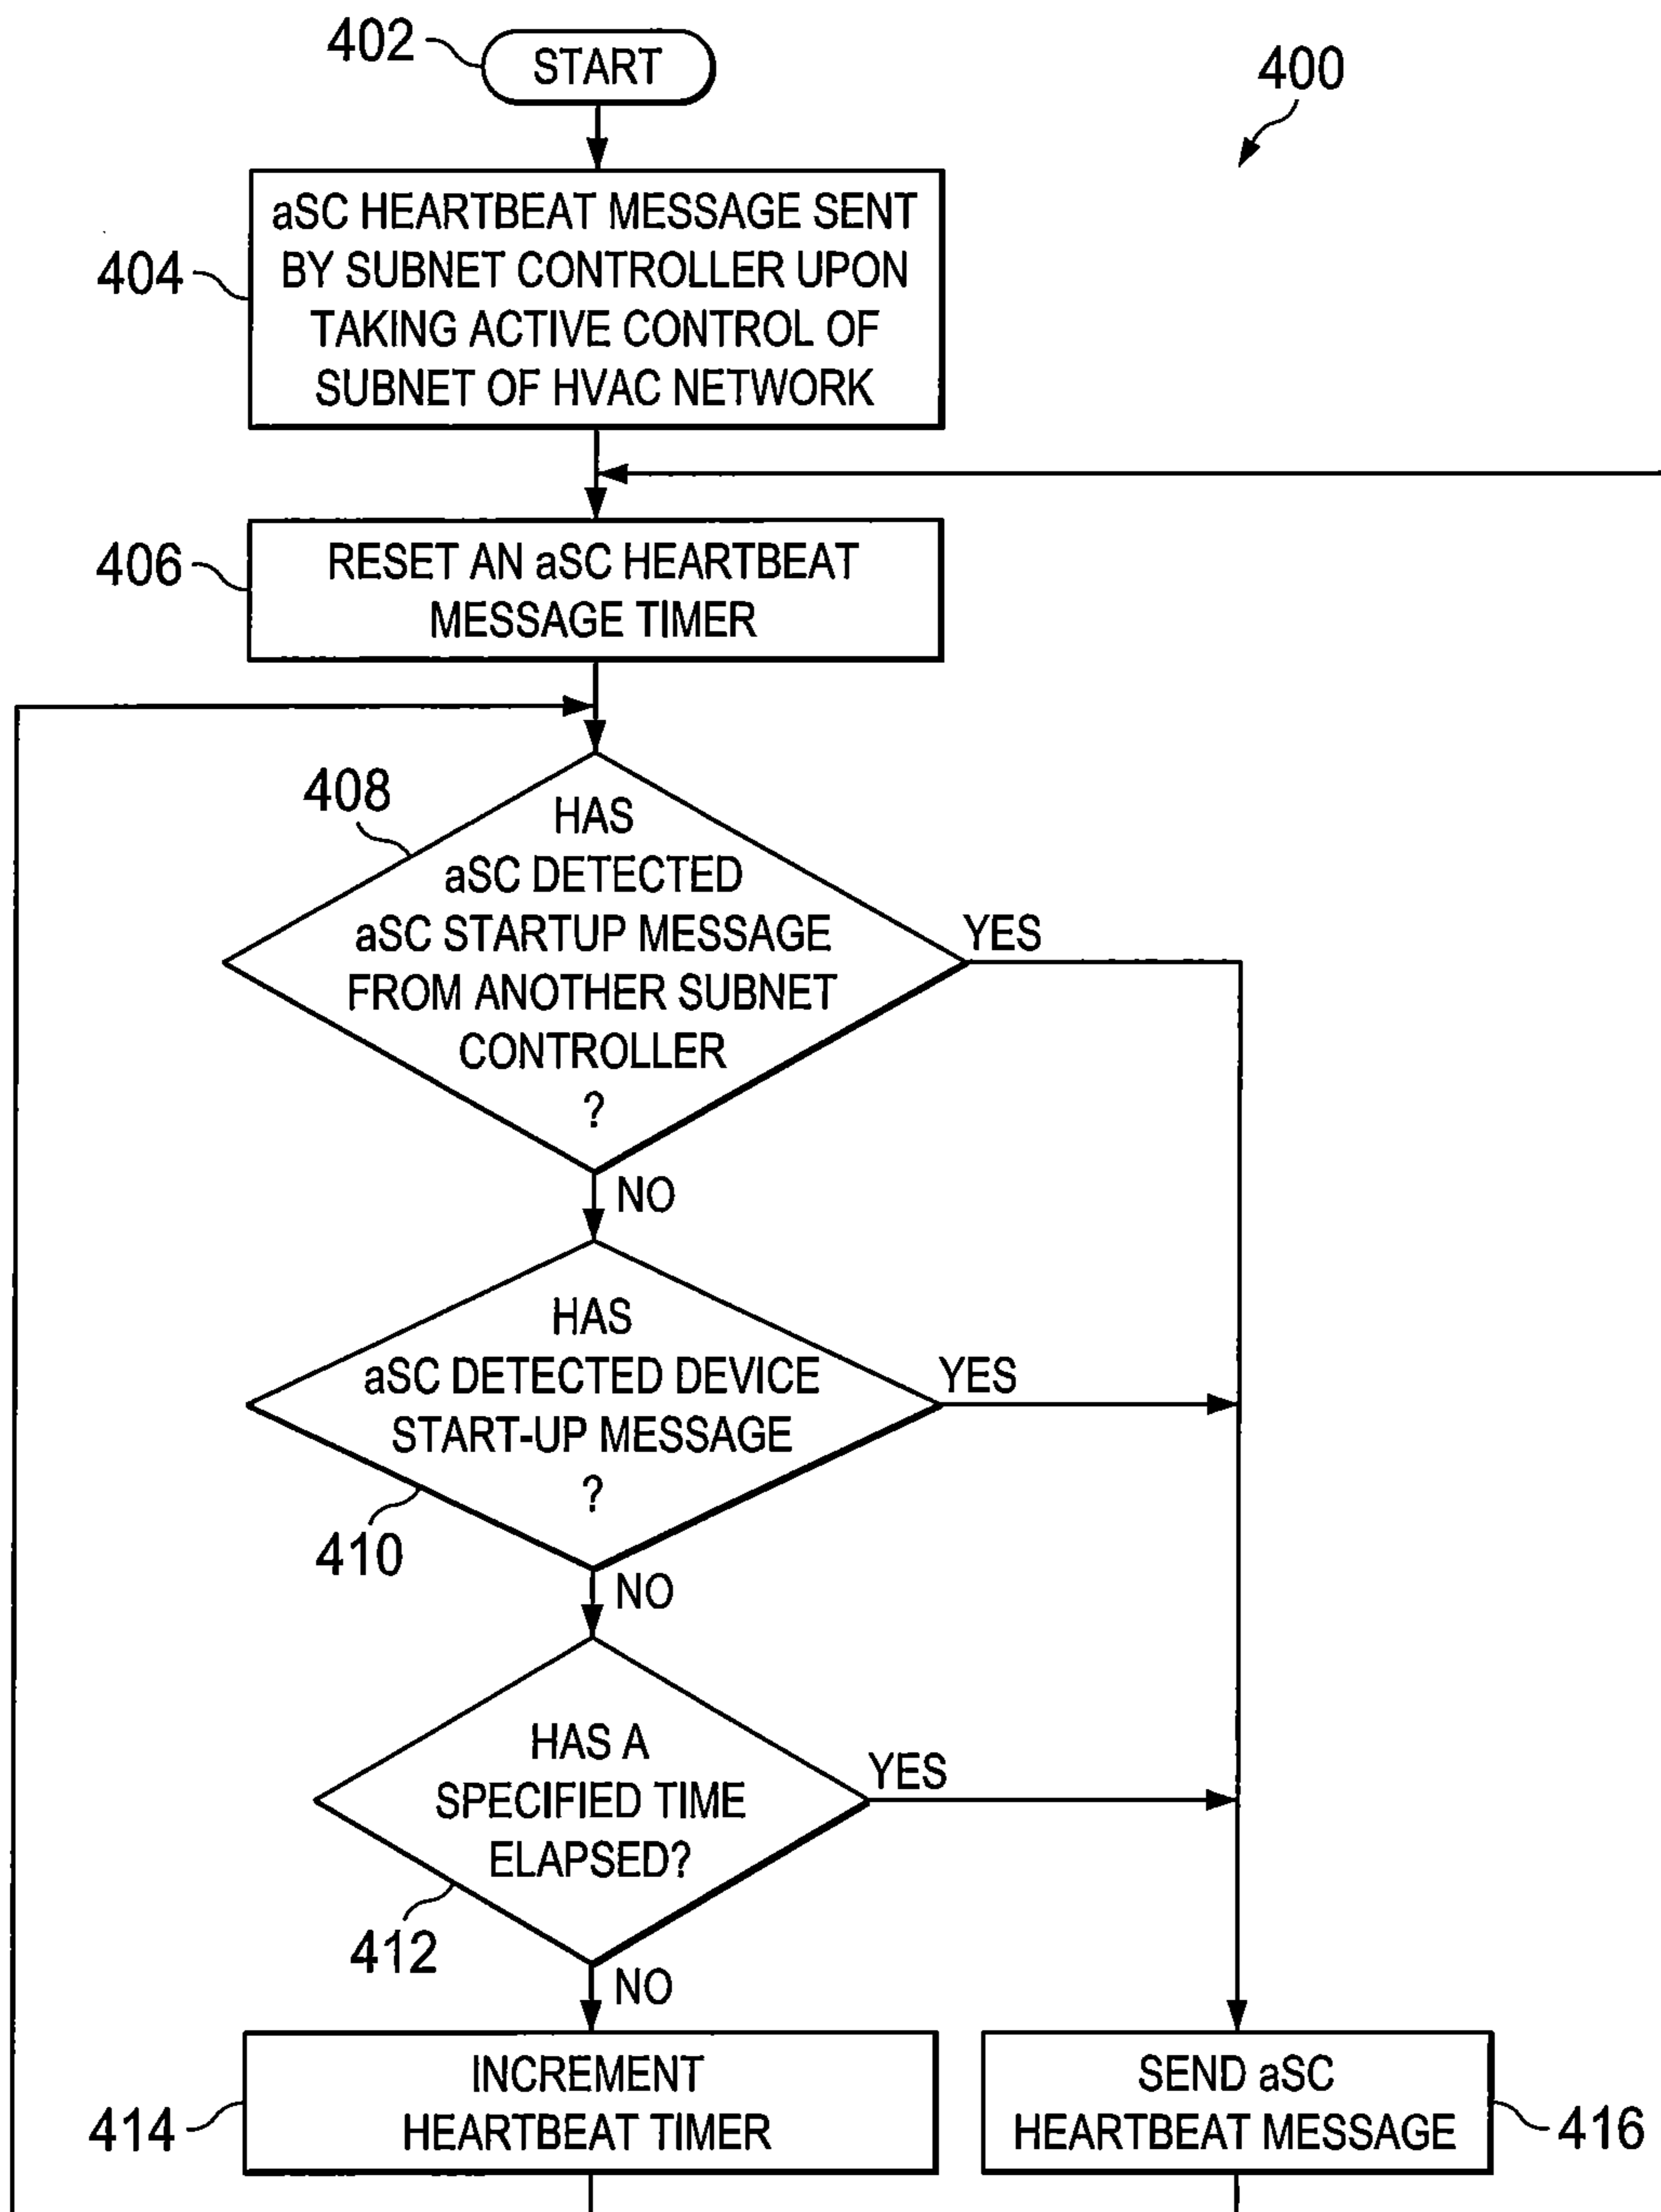 402
START
400
404
aSC HEARTBEAT MESSAGE SENT
BY SUBNET CONTROLLER UPON
TAKING ACTIVE CONTROL OF
SUBNET OF HVAC NETWORK
406
RESET AN aSC HEARTBEAT
MESSAGE TIMER
408
HAS
aSC DETECTED
aSC STARTUP MESSAGE
FROM ANOTHER SUBNET
CONTROLLER
?
YES
NO
HAS
aSC DETECTED DEVICE
START-UP MESSAGE
?
YES
410
NO
HAS A
SPECIFIED TIME
ELAPSED?
YES
412
NO
414
INCREMENT
HEARTBEAT TIMER
SEND aSC
HEARTBEAT MESSAGE
416